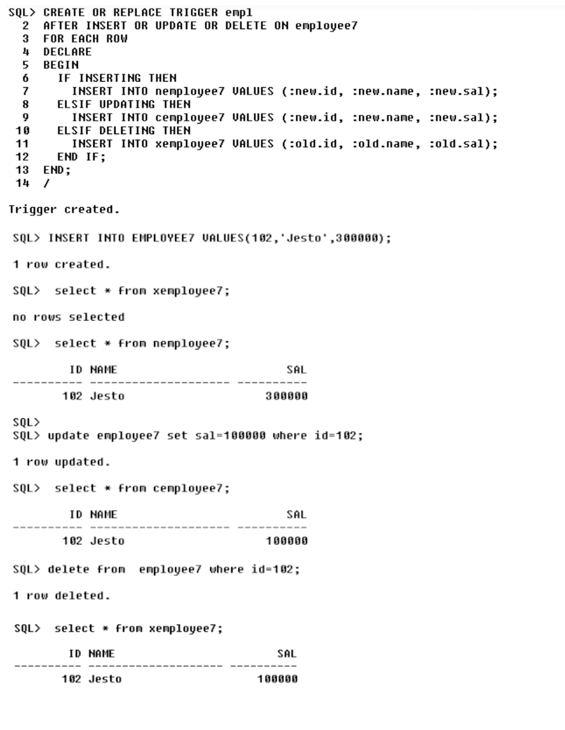 SQL> CREATE OR REPLACE TRIGGER empl
2 AFTER INSERT OR UPDATE OR DELETE ON employee7
3 FOR EACH ROW
4 DECLARE
5 BEGIN
6 IF INSERTING THEN
7 INSERT INTO nemployee7 VALUES (:new.id, :new.name, :new.sal);
8 ELSIF UPDATING THEN
9 INSERT INTO cemployee7 VALUES (:new.id, :new.name, :new.sal);
10 ELSIF DELETING THEN
11 INSERT INTO xemployee7 VALUES (:old.id, :old.name, :old.sal);
12 END IF;
13 END;
14 /
Trigger created.
SQL> INSERT INTO EMPLOYEE7 VALUES(102,'Jesto',300000);
1 row created.
SQL> select * from xemployee7;
no rows selected
SQL> select * from nemployee7;
ID NAME SAL
---------- -------------------- ----------
102 Jesto 300000
SQL>
SQL> update employee7 set sal=100000 where id=102;
1 row updated.
SQL> select * from cemployee7;
ID NAME SAL
---------- -------------------- ----------
102 Jesto 100000
SQL> delete from employee7 where id=102;
1 row deleted.
SQL> select * from xemployee7;
ID NAME SAL
---------- -------------------- ----------
102 Jesto 100000